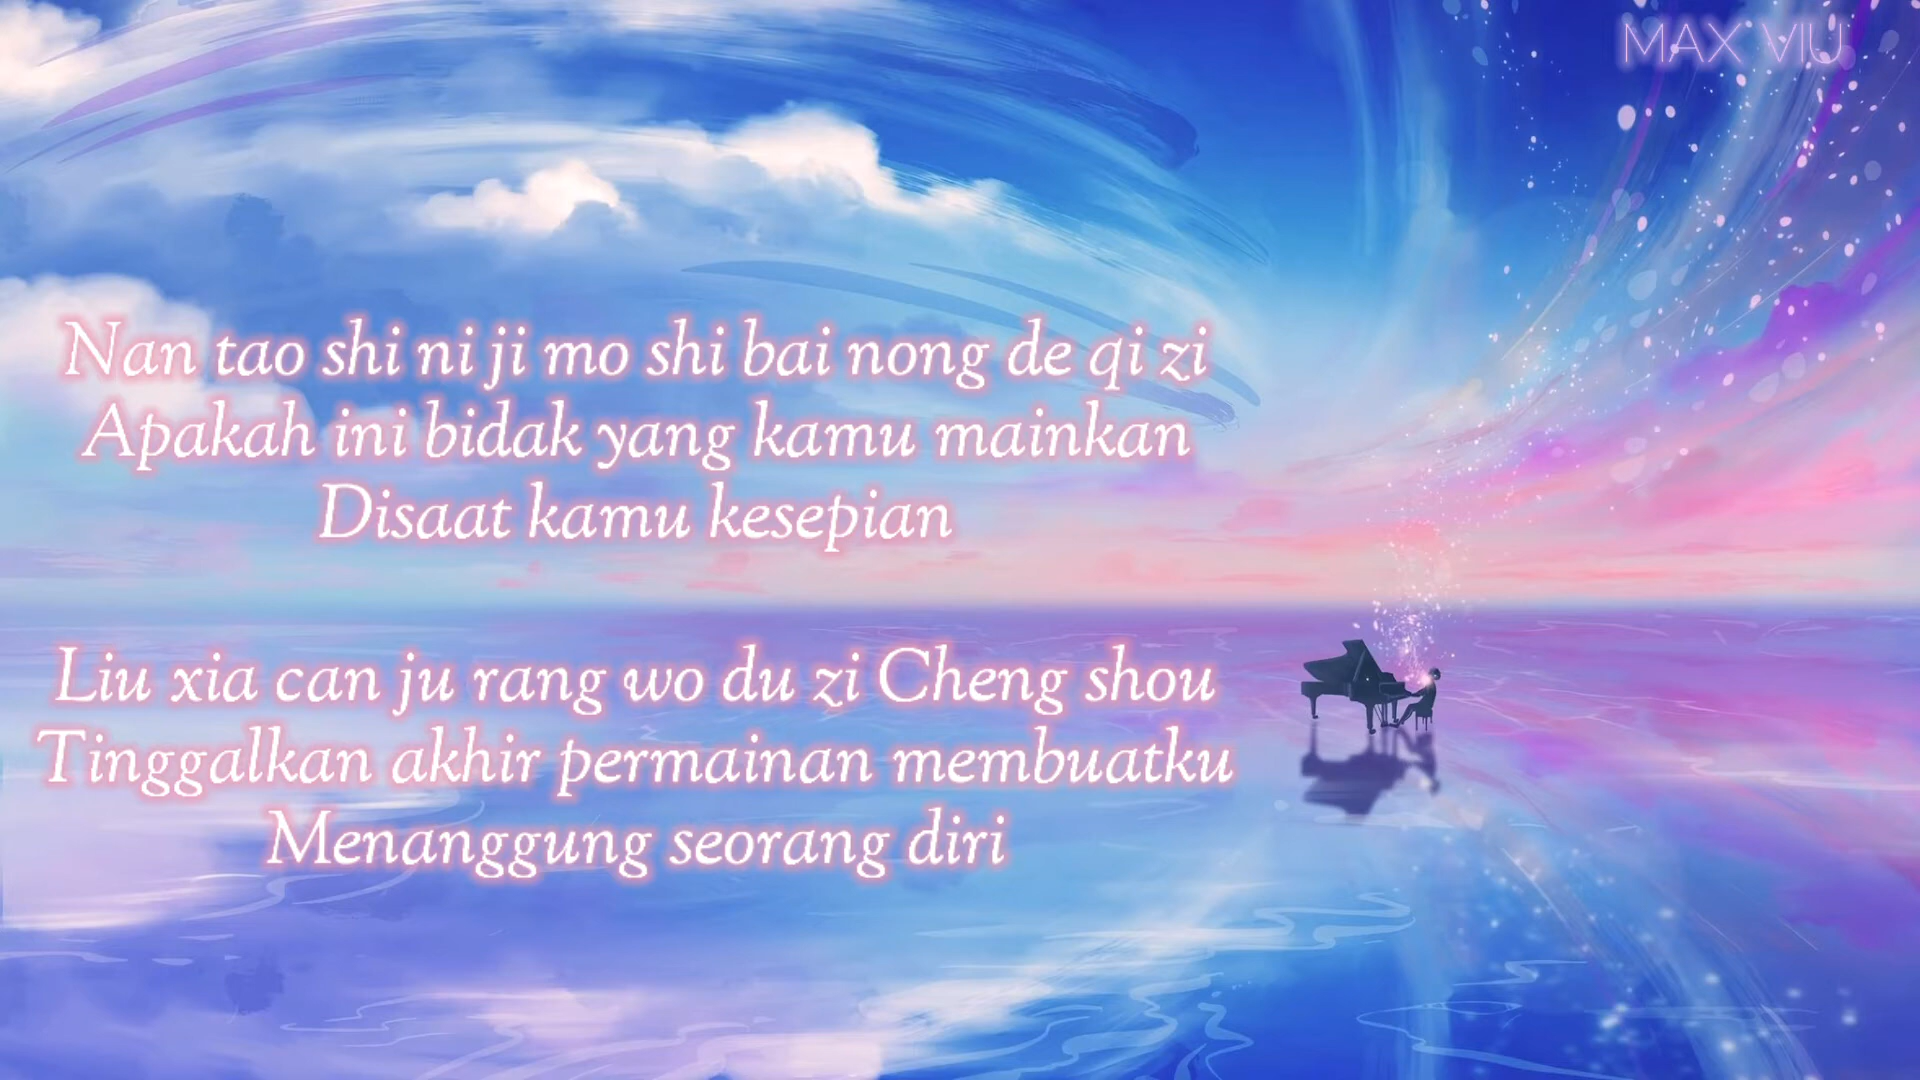 MAX VIU
Nan tao shi ni ji mo shi bai nong de qi zi
Apakah ini bidak yang kamu mainkan
Disaat kamu kesepian
Liu xia can ju rang wo du zi Cheng shou
Tinggalkan akhir permainan membuatku
Menanggung seorang diri